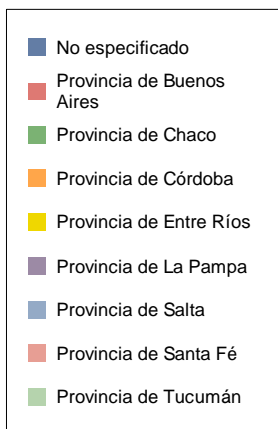 No especificado
Provincia de Buenos
Aires
Provincia de Chaco
Provincia de Córdoba
Provincia de Entre Ríos
Provincia de La Pampa
Provincia de Salta
Provincia de Santa Fé
Provincia de Tucumán